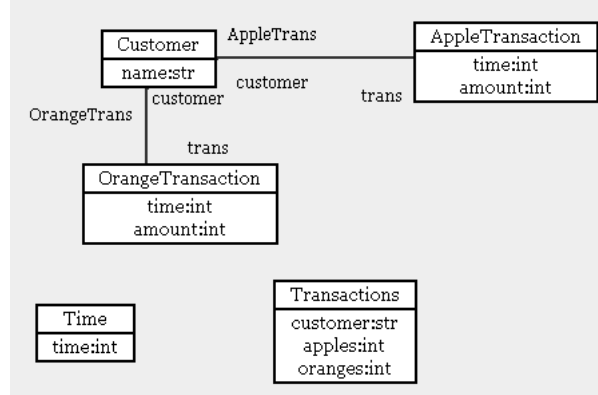 Customer
name:str
AppleTrans
customer
trans
AppleTransaction
time:int
amount:int
customer
OrangeTrans
trans
OrangeTransaction
time:int
amount:int
Time
time:int
Transactions
customer:str
apples:int
oranges:int